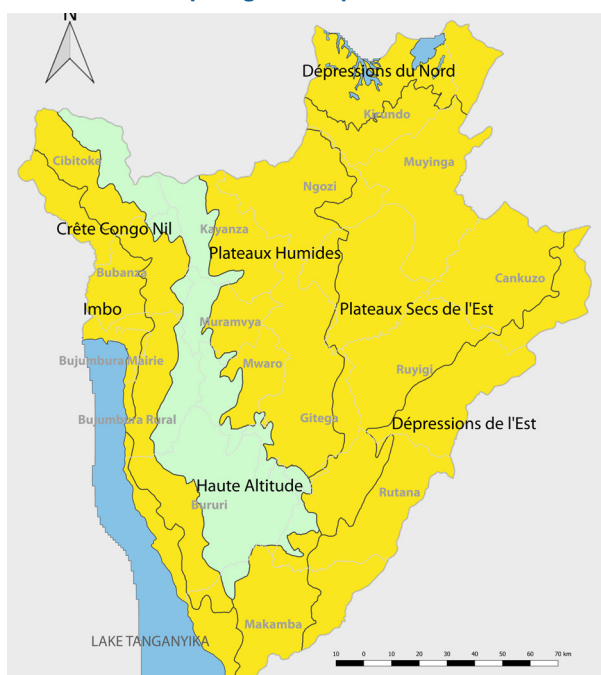 N
Dépressions du Nord
Kirundo
Cibitoke
Muyinga
Ngozi
Crête Congo Nil
Kayanza
Plateaux Humides
Bubanza
Cankuzo
Imbo
Plateaux Secs de l'Est
Muramvya
Bujumbura Mairie
Mwaro
Ruyigi
Bujumbura Rural
Gitega
Dépressions de l'Est
Haute Altitude
Rutana
Bururi
Makamba
LAKE TANGANYIKA
10 0 10 20 30 40 50 60 70 km